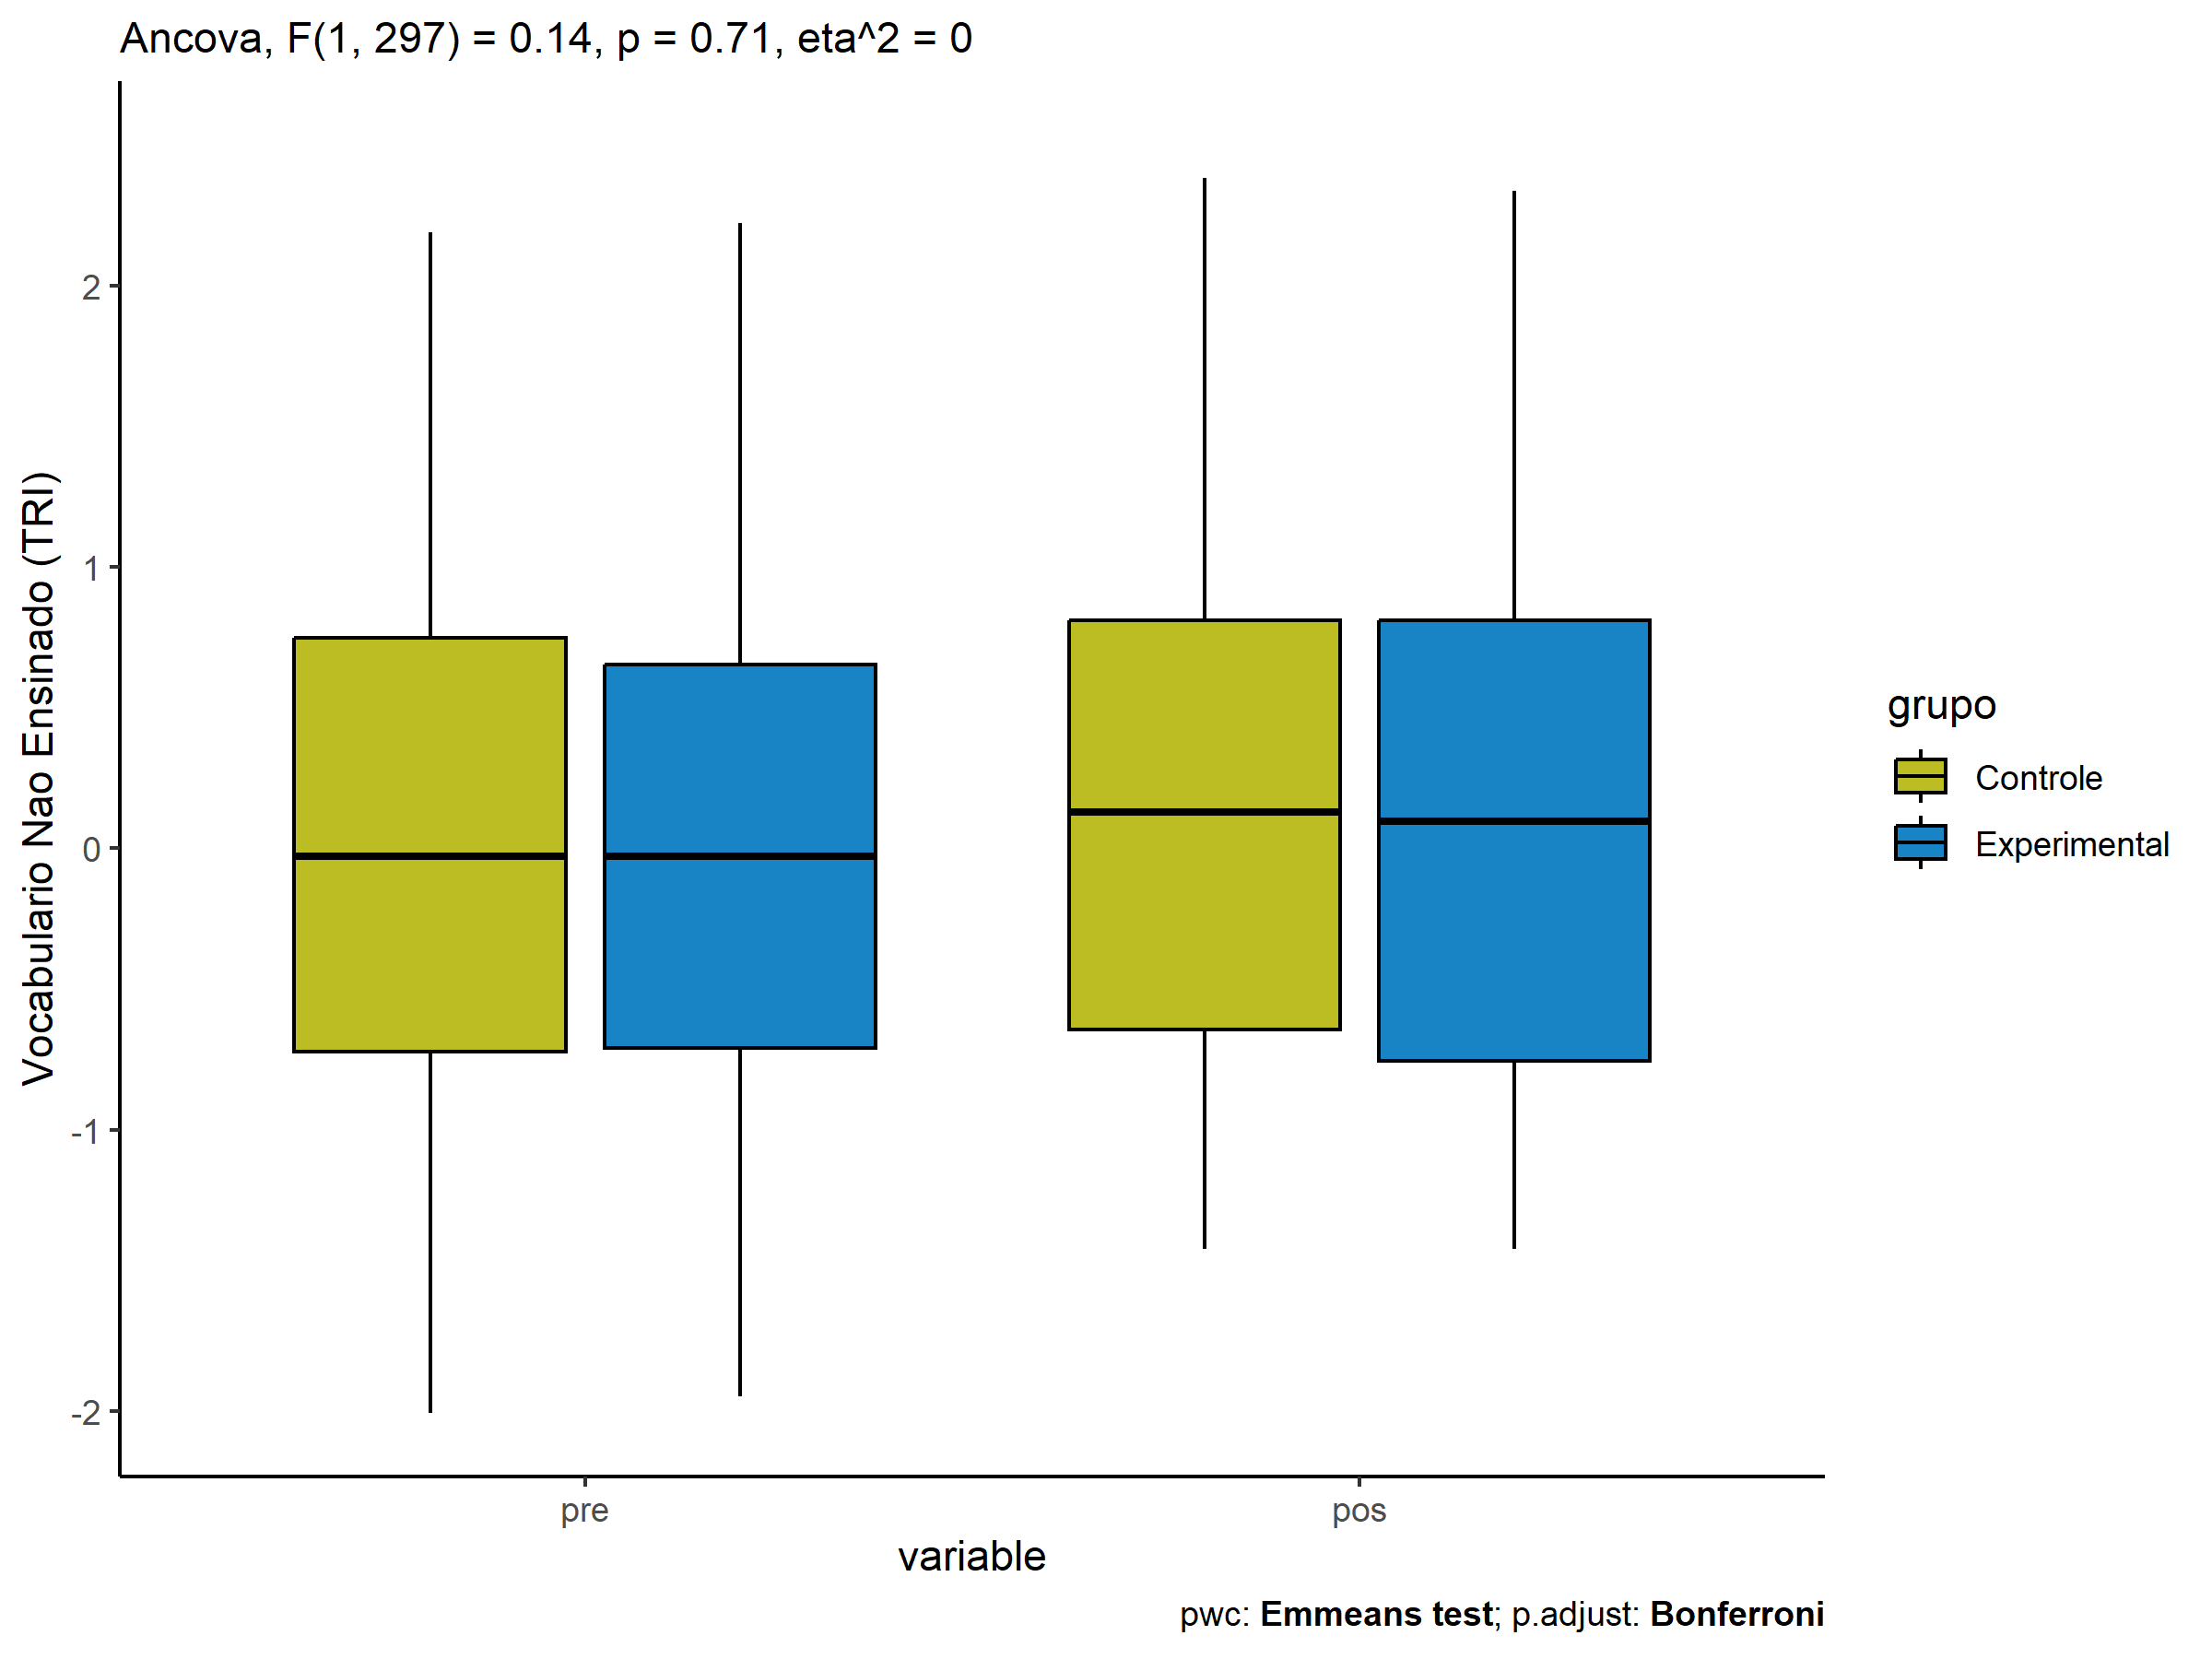 Ancova, F(1, 297) = 0.14, p = 0.71, eta^2 = 0
Vocabulario Nao Ensinado (TRI)
2
1
0
-1
-2
pre
pos
variable
grupo
Controle
Experimental
pwc: Emmeans test; p.adjust: Bonferroni